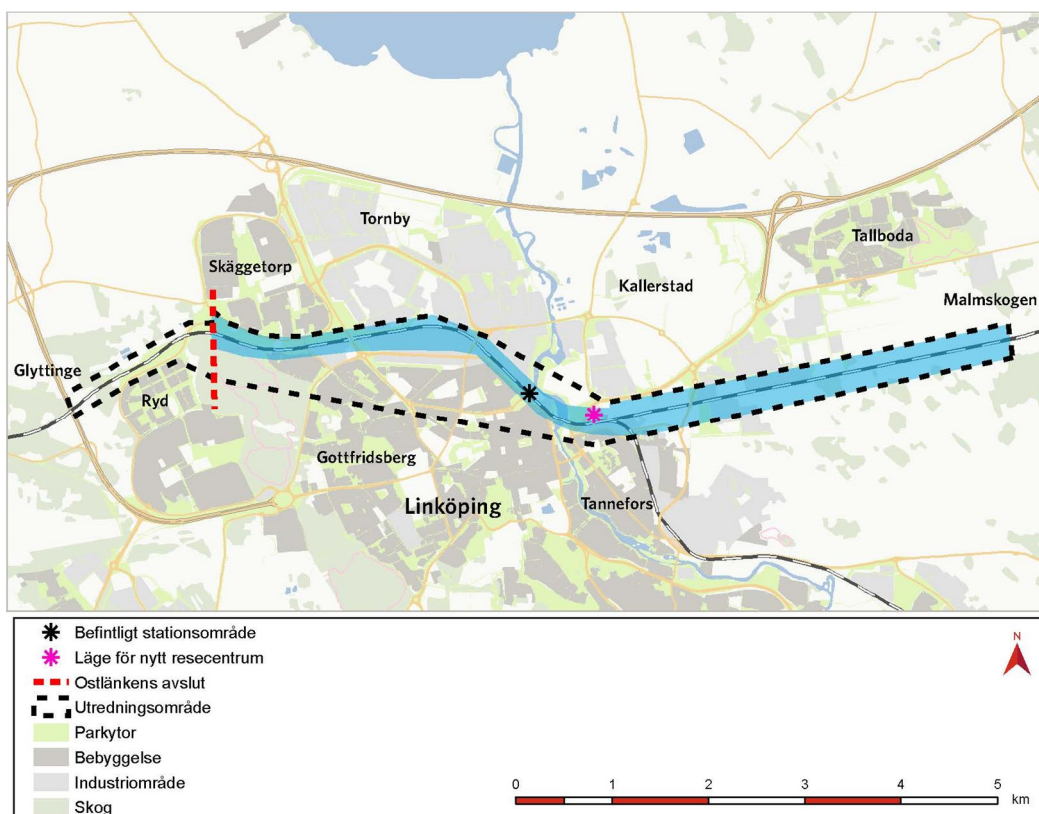 Tornby
Tallboda
Skäggetorp
Kallerstad
Malmskogen
Glyttinge
Ryd
Gottfridsberg
Linköping
Tannefors
Befintligt stationsområde
Läge för nytt resecentrum
Ostlänkens avslut
Utredningsområde
Parkytor
Bebyggelse
Industriområde
Skog
N
0 1 2 3 4 5
km